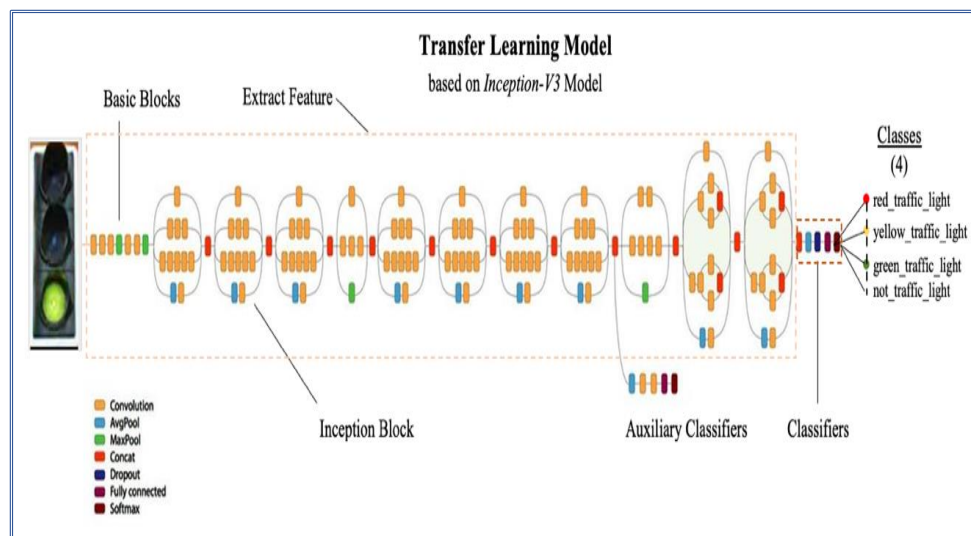 Transfer Learning Model
based on Inception-V3 Model
Basic Blocks
Extract Feature
Classes
(4)
red_traffic_light
yellow_traffic_light
green_traffic_light
not_traffic_light
Convolution
AvgPool
MaxPool
Concat
Dropout
Fully connected
Softmax
Inception Block
Auxiliary Classifiers
Classifiers